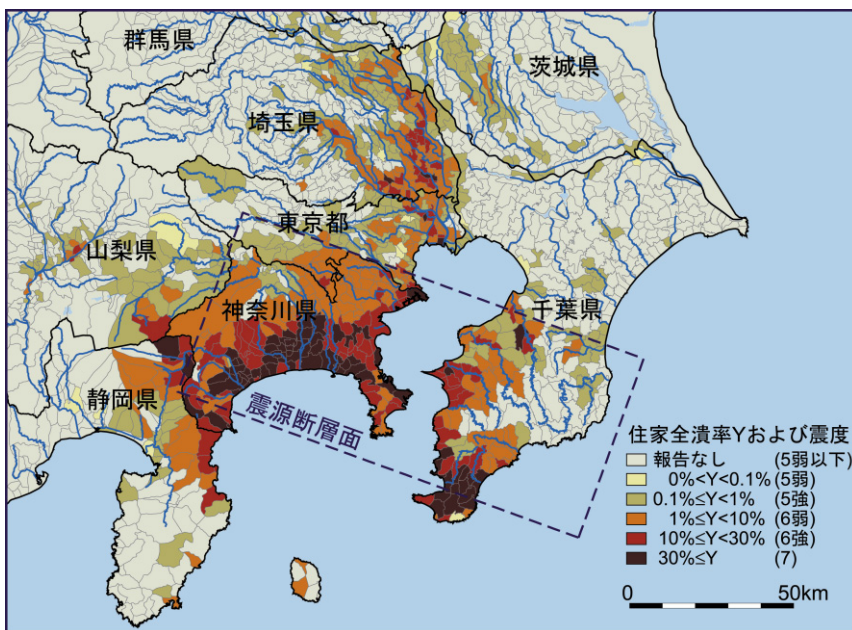 群馬県
茨城県
埼玉県
東京都
山梨県
神奈川県
千葉県
静岡県
震源断層面
住家全潰率Yおよび震度
報告なし (5弱以下)
0%<Y<0.1% (5弱)
0.1%≤Y<1% (5強)
1%≤Y<10% (6弱)
10%≤Y<30% (6強)
30%≤Y (7)
0 50km